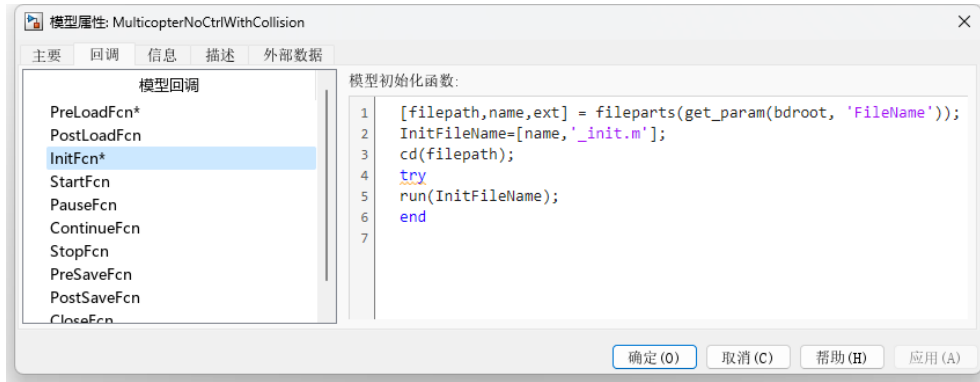 模型属性: MulticopterNoCtrlWithCollision
主要 回调 信息 描述 外部数据
模型回调
PreLoadFcn*
PostLoadFcn
InitFcn*
StartFcn
PauseFcn
ContinueFcn
StopFcn
PreSaveFcn
PostSaveFcn
CloseFcn
模型初始化函数:
1 [filepath,name,ext] = fileparts(get_param(bdroot, 'FileName'));
2 InitFileName=[name,'_init.m'];
3 cd(filepath);
4 try
5 run(InitFileName);
6 end
7
确定(O) 取消(C) 帮助(H) 应用(A)